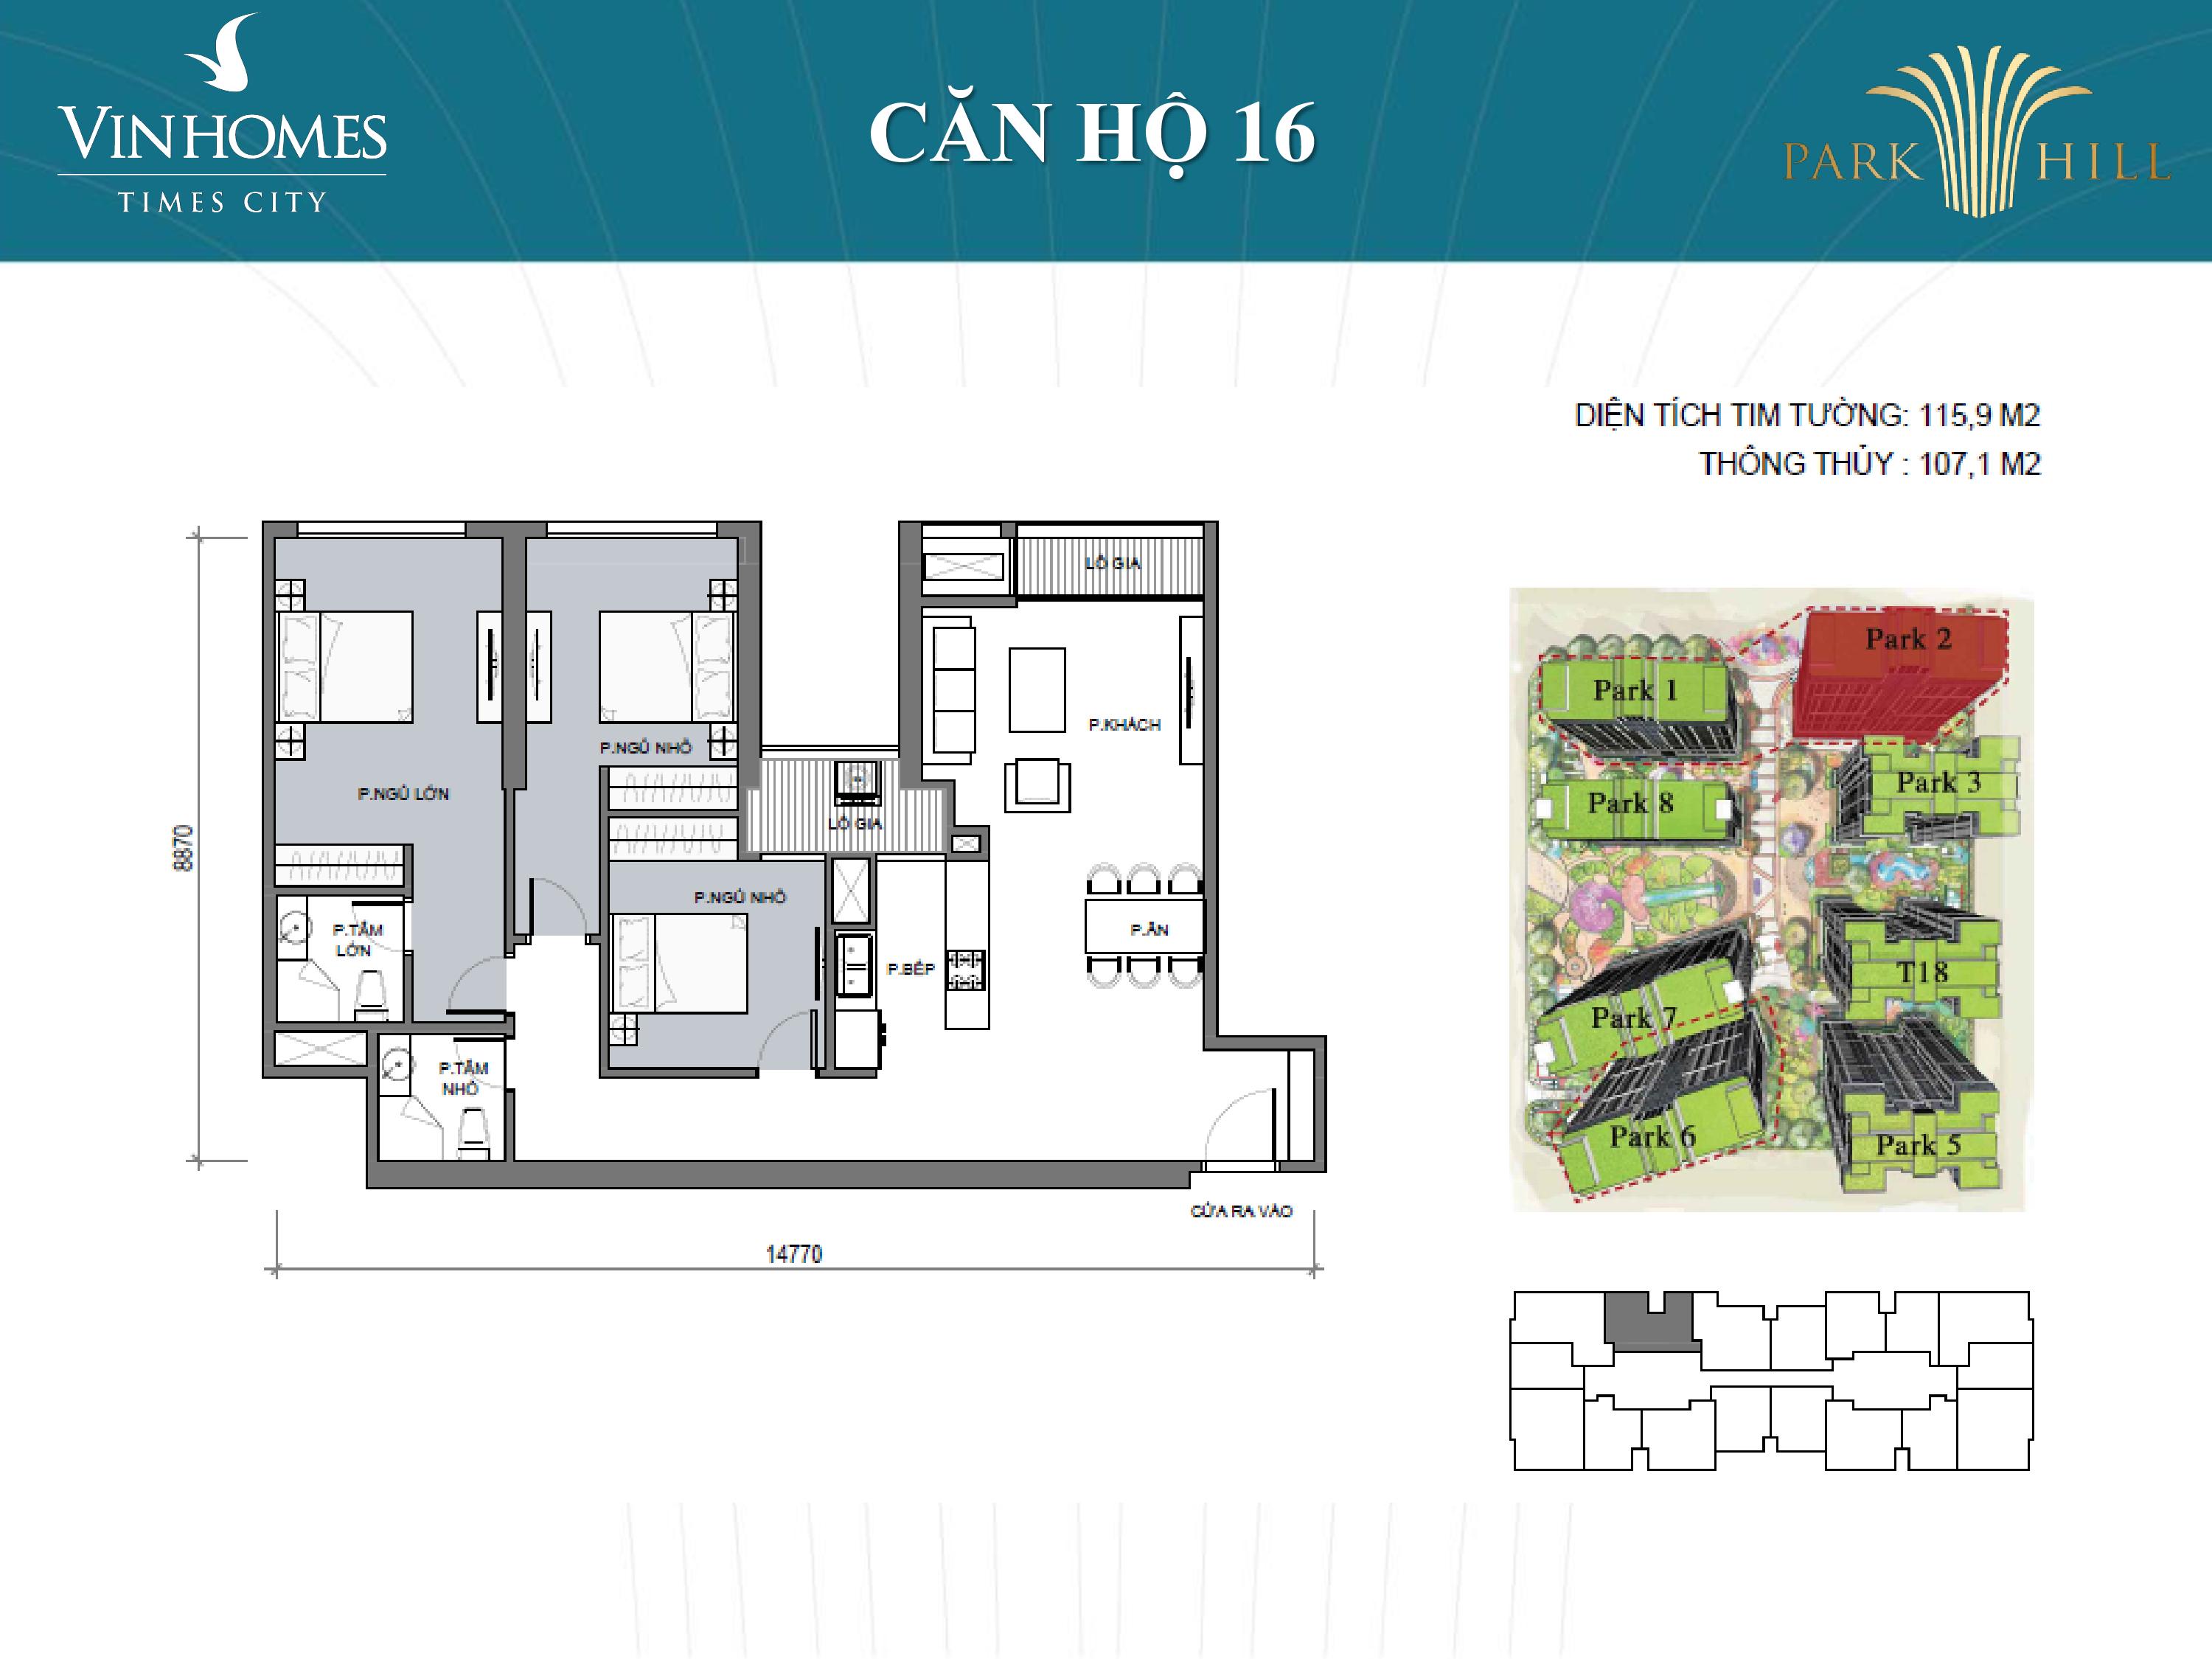 VINHOMES
TIMES CITY
CĂN HỘ 16
PARK HILL
DIỆN TÍCH TIM TƯỜNG: 115,9 M2
THÔNG THỦY : 107,1 M2
LÔ GIA
P.KHÁCH
P.NGỦ NHỎ
P.NGỦ LỚN
LÔ GIA
P.NGỦ NHỎ
P.TẮM
LỚN
P.ĂN
P.BẾP
P.TẮM
NHỎ
CỬA RA VÀO
8870
14770
Park 2
Park 1
Park 3
Park 8
T18
Park 7
Park 6
Park 5